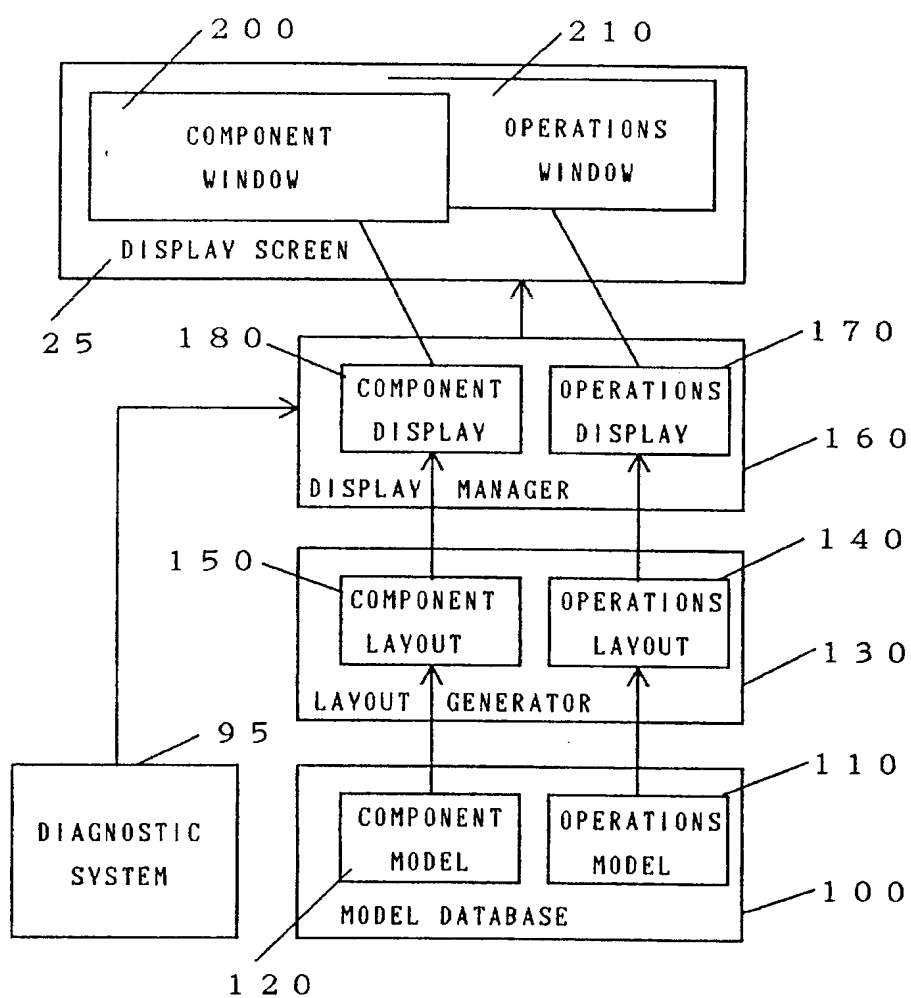 200
210
COMPONENT
WINDOW
OPERATIONS
WINDOW
DISPLAY SCREEN
25
180
170
COMPONENT
DISPLAY
OPERATIONS
DISPLAY
160
DISPLAY MANAGER
150
140
COMPONENT
LAYOUT
OPERATIONS
LAYOUT
130
LAYOUT GENERATOR
95
110
DIAGNOSTIC
SYSTEM
COMPONENT
MODEL
OPERATIONS
MODEL
100
MODEL DATABASE
120